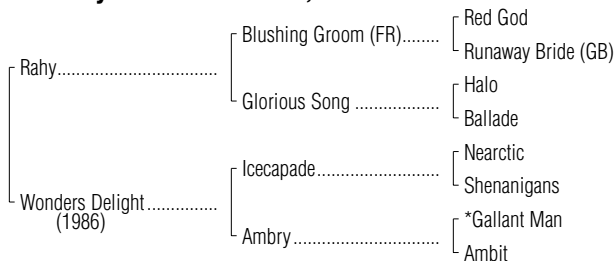 Red God
Blushing Groom (FR)........
Runaway Bride (GB)
Rahy..................................
Halo
Glorious Song .................
Ballade
Nearctic
Icecapade........................
Shenanigans
Wonders Delight...............
(1986)
*Gallant Man
Ambry...............................
Ambit